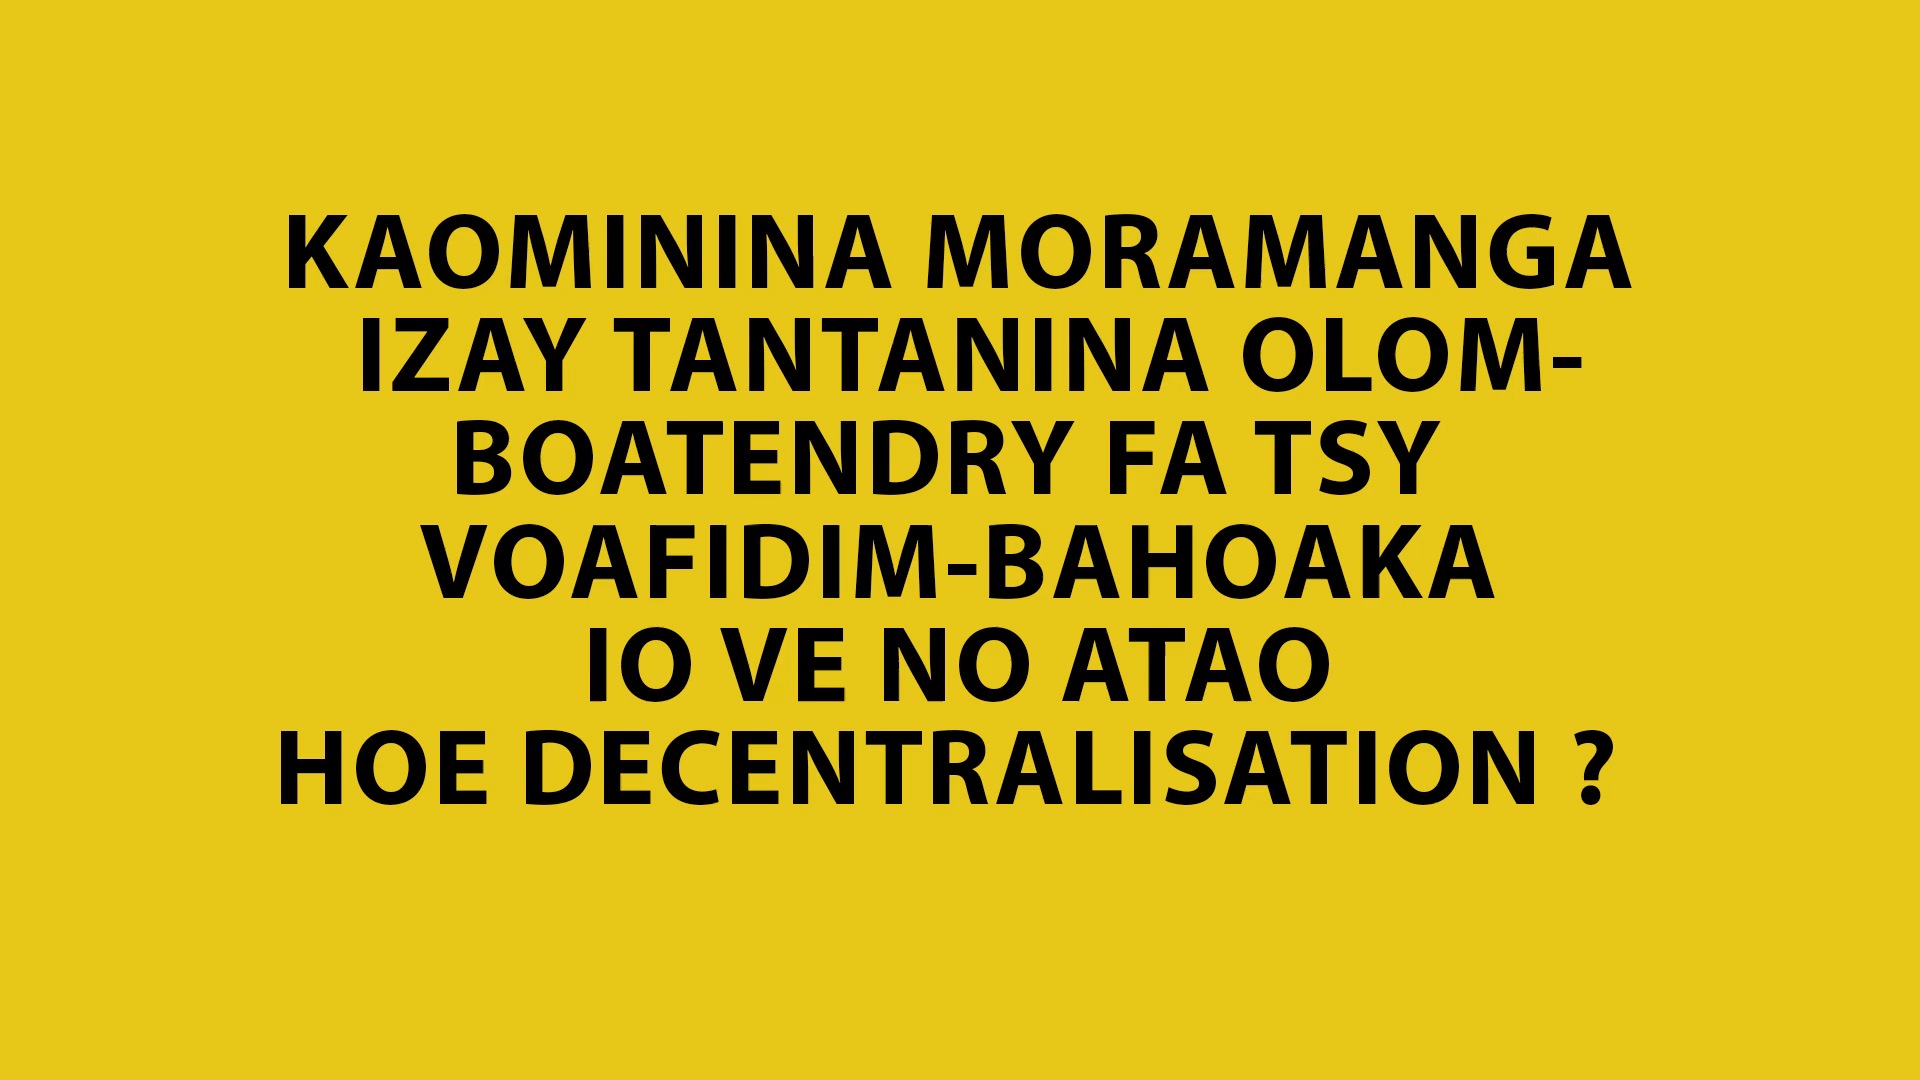 KAOMININA MORAMANGA
IZAY TANTANINA OLOM-
BOATENDRY FA TSY
VOAFIDIM-BAHOAKA
IO VE NO ATAO
HOE DECENTRALISATION ?